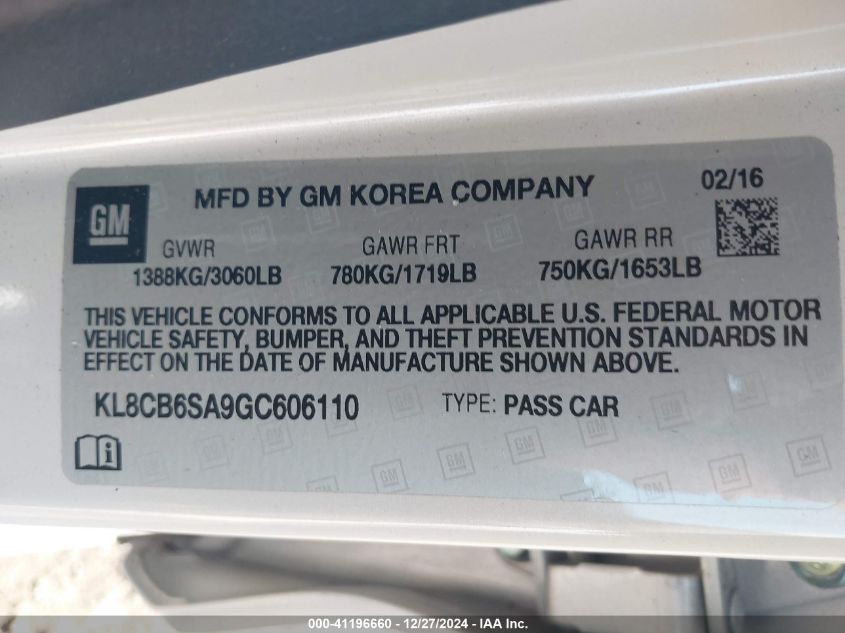 GM
MFD BY GM KOREA COMPANY
02/16
GVWR GAWR FRT GAWR RR
1388KG/3060LB 780KG/1719LB 750KG/1653LB
THIS VEHICLE CONFORMS TO ALL APPLICABLE U.S. FEDERAL MOTOR
VEHICLE SAFETY, BUMPER, AND THEFT PREVENTION STANDARDS IN
EFFECT ON THE DATE OF MANUFACTURE SHOWN ABOVE.
KL8CB6SA9GC606110 TYPE: PASS CAR
000-41196660 - 12/27/2024 - IAA Inc.